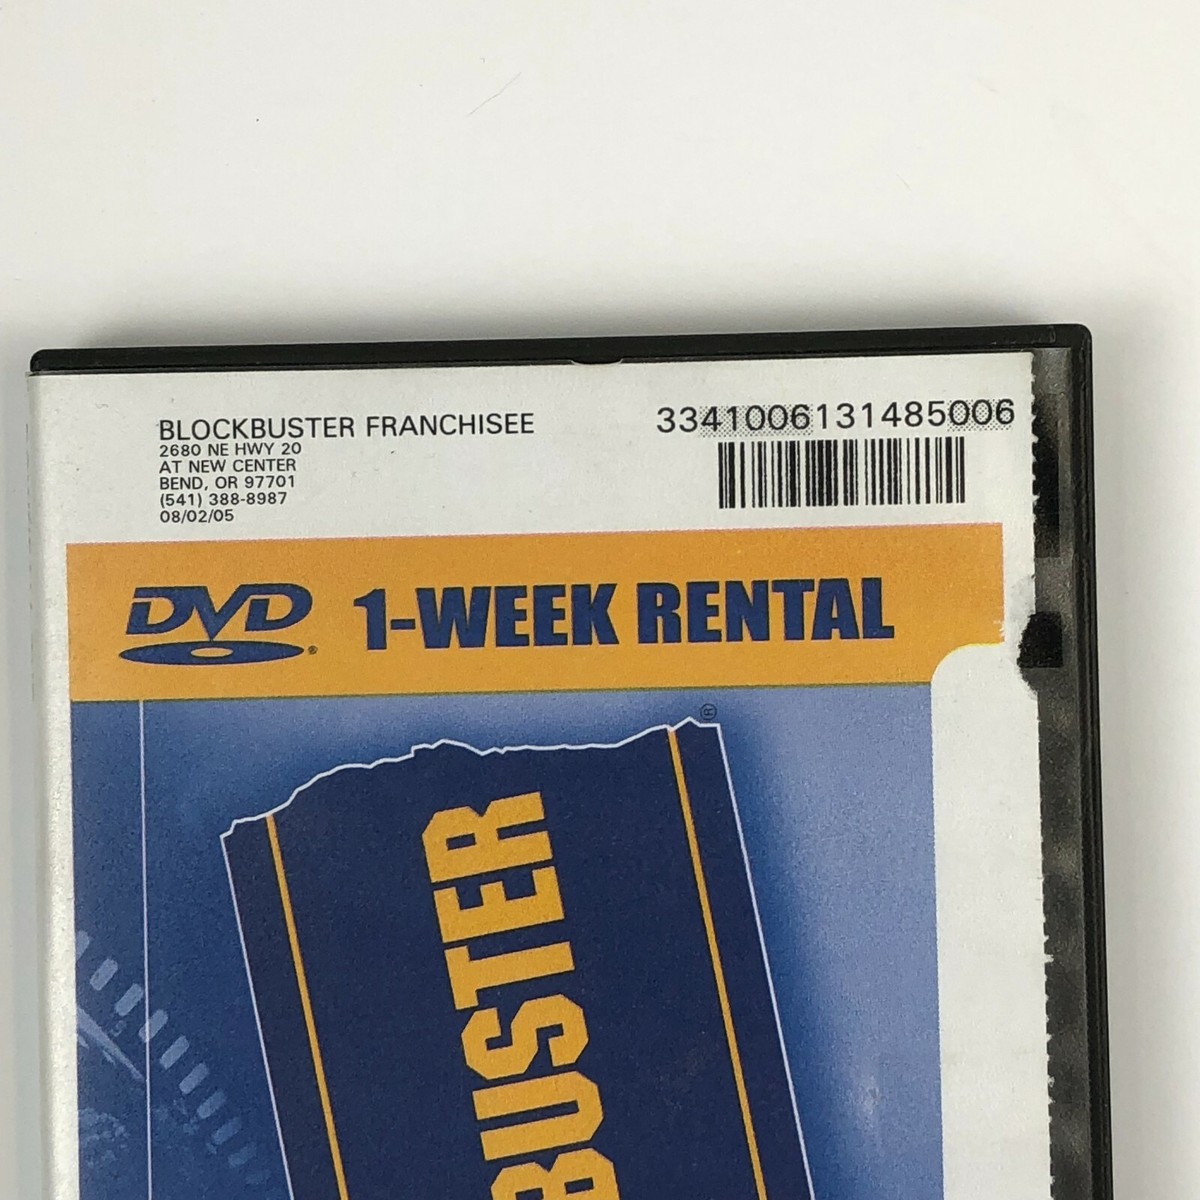 BLOCKBUSTER FRANCHISEE
2680 NE HWY 20
AT NEW CENTER
BEND, OR 97701
(541) 388-8987
08/02/05
3341006131485006
DVD®
1-WEEK RENTAL
®
BUSTER